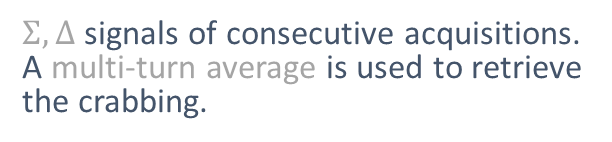 Σ, Δ signals of consecutive acquisitions.
A multi-turn average is used to retrieve
the crabbing.